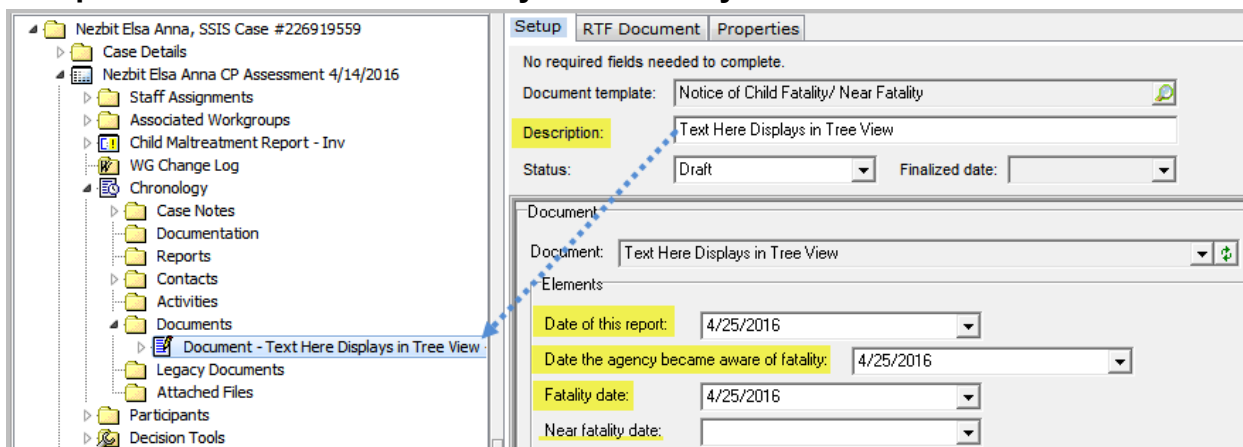 Nezbit Elsa Anna, SSIS Case #226919559
Case Details
Nezbit Elsa Anna CP Assessment 4/14/2016
Staff Assignments
Associated Workgroups
Child Maltreatment Report - Inv
WG Change Log
Chronology
Case Notes
Documentation
Reports
Contacts
Activities
Documents
Document - Text Here Displays in Tree View
Legacy Documents
Attached Files
Participants
Decision Tools
Setup RTF Document Properties
No required fields needed to complete.
Document template: Notice of Child Fatality/ Near Fatality
Description: Text Here Displays in Tree View
Status: Draft Finalized date:
Document
Document: Text Here Displays in Tree View
Elements
Date of this report: 4/25/2016
Date the agency became aware of fatality: 4/25/2016
Fatality date: 4/25/2016
Near fatality date: